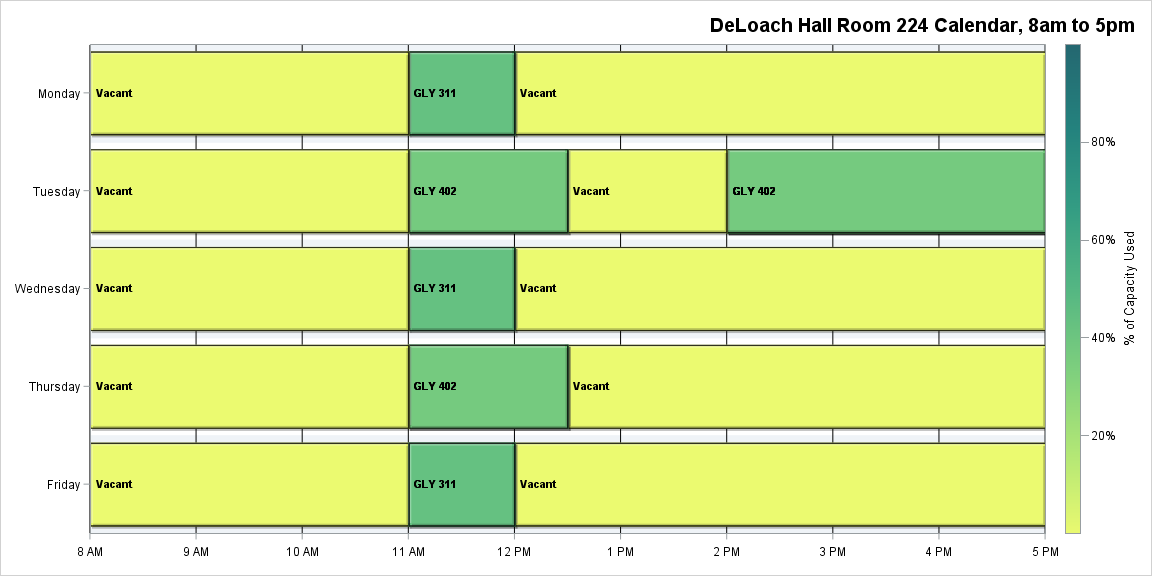 DeLoach Hall Room 224 Calendar, 8am to 5pm
Monday
Vacant
GLY 311
Vacant
Tuesday
Vacant
GLY 402
Vacant
GLY 402
Wednesday
Vacant
GLY 311
Vacant
Thursday
Vacant
GLY 402
Vacant
Friday
Vacant
GLY 311
Vacant
8 AM
9 AM
10 AM
11 AM
12 PM
1 PM
2 PM
3 PM
4 PM
5 PM
80%
60%
40%
20%
% of Capacity Used